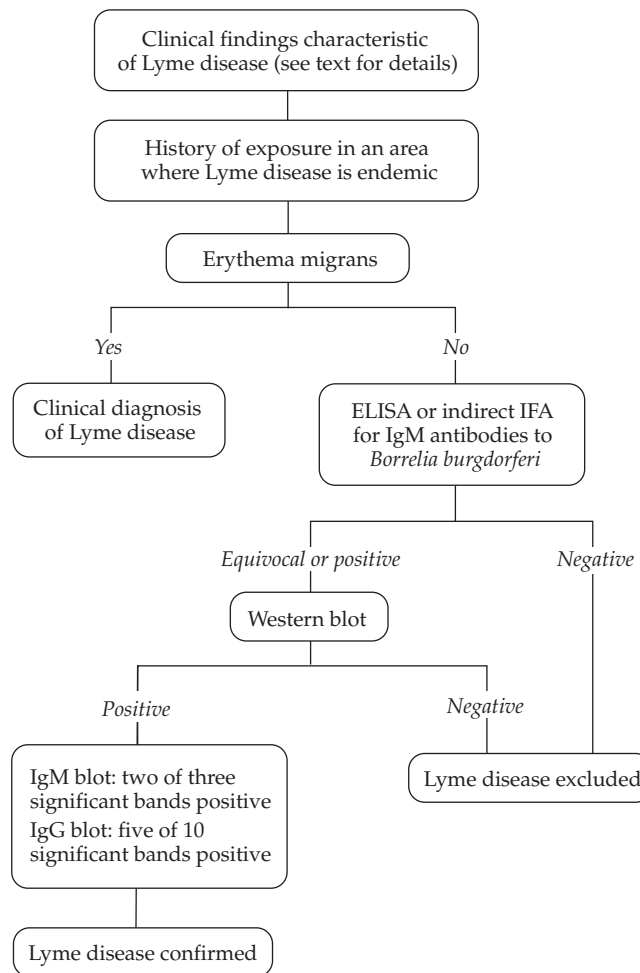 Clinical findings characteristic
of Lyme disease (see text for details)
History of exposure in an area
where Lyme disease is endemic
Erythema migrans
Yes
No
Clinical diagnosis
of Lyme disease
ELISA or indirect IFA
for IgM antibodies to
Borrelia burgdorferi
Equivocal or positive
Negative
Western blot
Positive
Negative
IgM blot: two of three
significant bands positive
IgG blot: five of 10
significant bands positive
Lyme disease excluded
Lyme disease confirmed